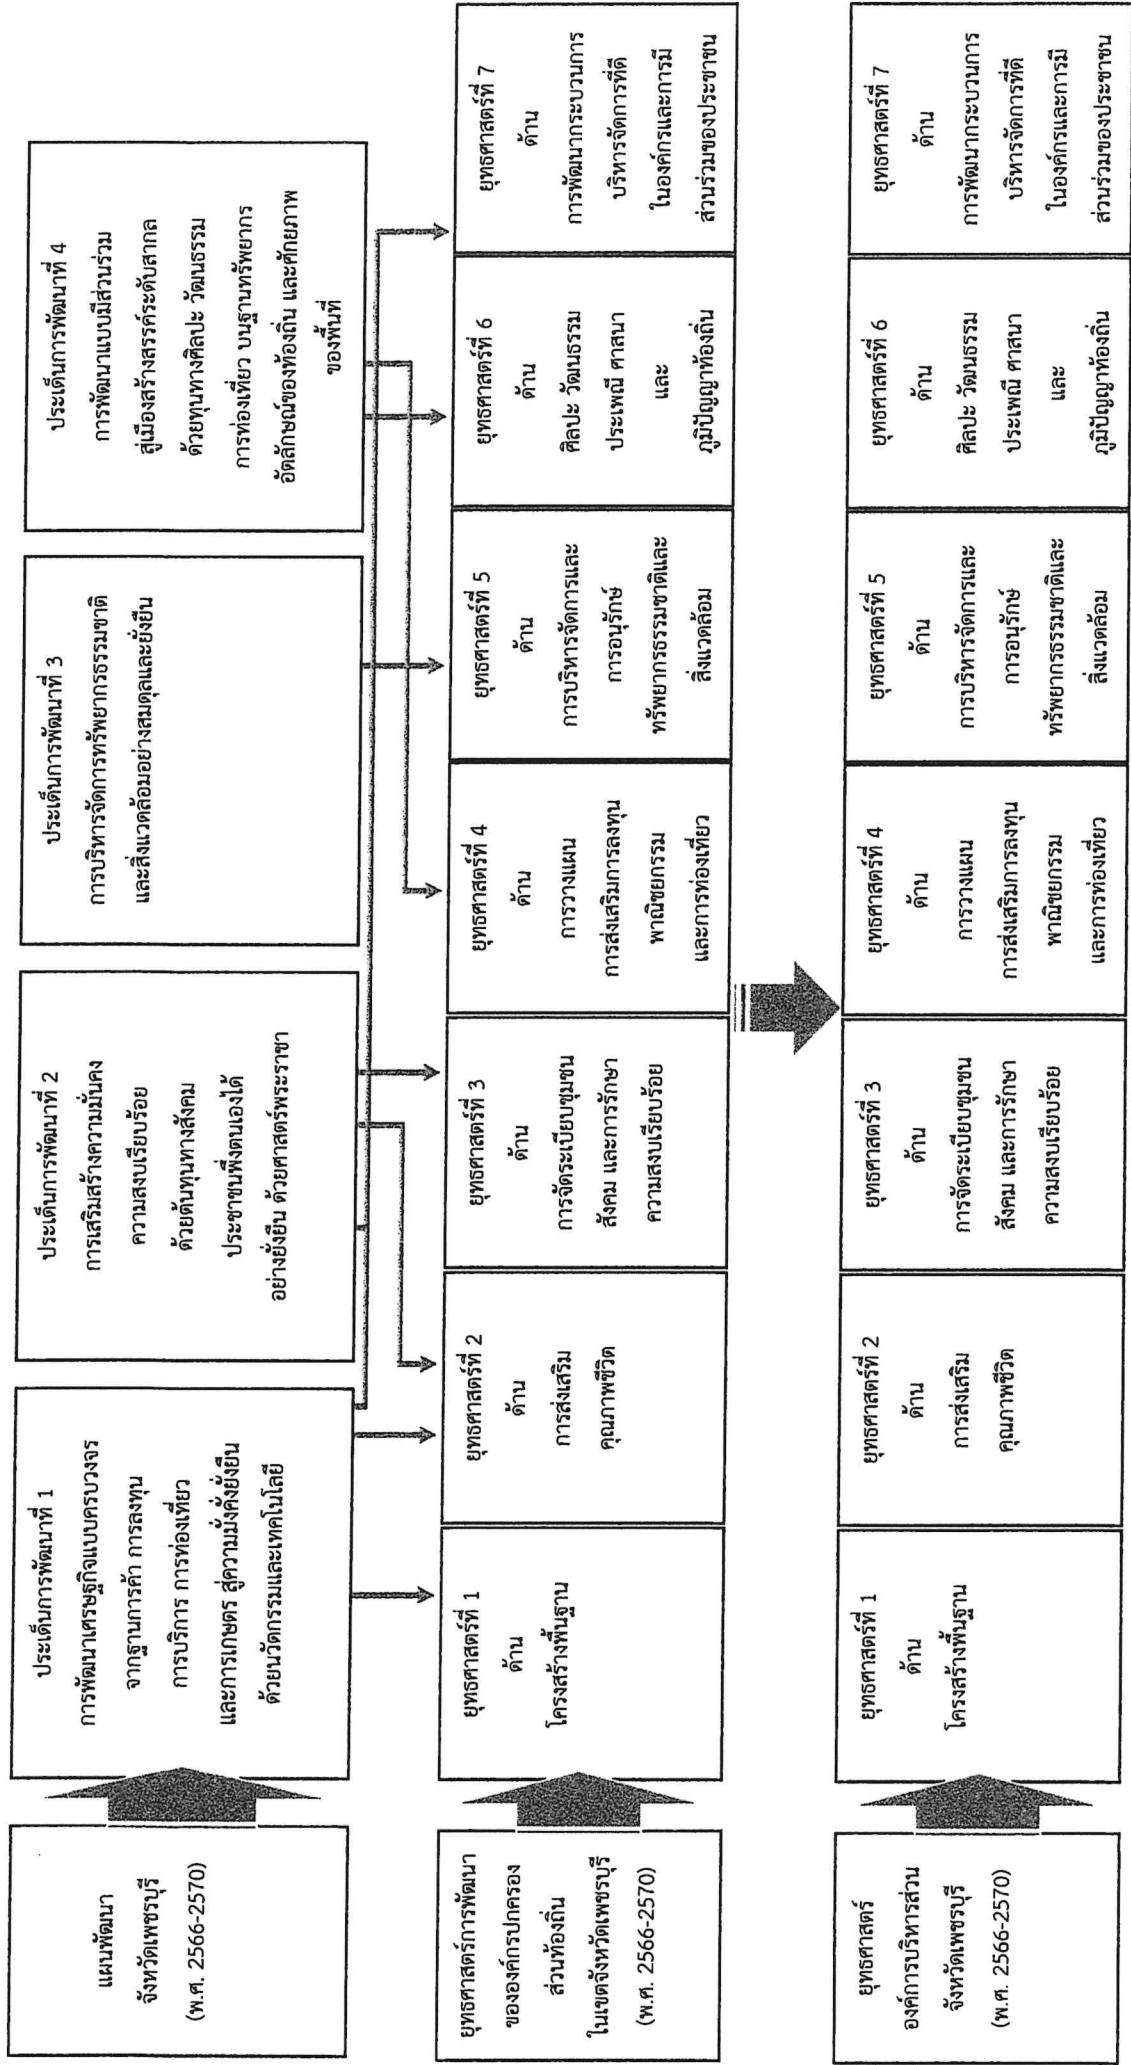 แผนพัฒนา
จังหวัดเพชรบุรี
(พ.ศ. 2566-2570)
ประเด็นการพัฒนาที่ 1
การพัฒนาเศรษฐกิจแบบครบวงจร
จากฐานการค้า การลงทุน
การบริการ การท่องเที่ยว
และการเกษตร สู่ความมั่งคั่งยั่งยืน
ด้วยนวัตกรรมและเทคโนโลยี
ประเด็นการพัฒนาที่ 2
การเสริมสร้างความมั่นคง
ความสงบเรียบร้อย
ด้วยต้นทุนทางสังคม
ประชาชนพึ่งตนเองได้
อย่างยั่งยืน ด้วยศาสตร์พระราชา
ประเด็นการพัฒนาที่ 3
การบริหารจัดการทรัพยากรธรรมชาติ
และสิ่งแวดล้อมอย่างสมดุลและยั่งยืน
ประเด็นการพัฒนาที่ 4
การพัฒนาแบบมีส่วนร่วม
สู่เมืองสร้างสรรค์ระดับสากล
ด้วยทุนทางศิลปะ วัฒนธรรม
การท่องเที่ยว บนฐานทรัพยากร
อัตลักษณ์ของท้องถิ่น และศักยภาพ
ของพื้นที่
ยุทธศาสตร์การพัฒนา
ขององค์กรปกครอง
ส่วนท้องถิ่น
ในเขตจังหวัดเพชรบุรี
(พ.ศ. 2566-2570)
ยุทธศาสตร์ที่ 1
ด้าน
โครงสร้างพื้นฐาน
ยุทธศาสตร์ที่ 2
ด้าน
การส่งเสริม
คุณภาพชีวิต
ยุทธศาสตร์ที่ 3
ด้าน
การจัดระเบียบชุมชน
สังคม และการรักษา
ความสงบเรียบร้อย
ยุทธศาสตร์ที่ 4
ด้าน
การวางแผน
การส่งเสริมการลงทุน
พาณิชยกรรม
และการท่องเที่ยว
ยุทธศาสตร์ที่ 5
ด้าน
การบริหารจัดการและ
การอนุรักษ์
ทรัพยากรธรรมชาติและ
สิ่งแวดล้อม
ยุทธศาสตร์ที่ 6
ด้าน
ศิลปะ วัฒนธรรม
ประเพณี ศาสนา
และ
ภูมิปัญญาท้องถิ่น
ยุทธศาสตร์ที่ 7
ด้าน
การพัฒนากระบวนการ
บริหารจัดการที่ดี
ในองค์กรและการมี
ส่วนร่วมของประชาชน
ยุทธศาสตร์
องค์การบริหารส่วน
จังหวัดเพชรบุรี
(พ.ศ. 2566-2570)
ยุทธศาสตร์ที่ 1
ด้าน
โครงสร้างพื้นฐาน
ยุทธศาสตร์ที่ 2
ด้าน
การส่งเสริม
คุณภาพชีวิต
ยุทธศาสตร์ที่ 3
ด้าน
การจัดระเบียบชุมชน
สังคม และการรักษา
ความสงบเรียบร้อย
ยุทธศาสตร์ที่ 4
ด้าน
การวางแผน
การส่งเสริมการลงทุน
พาณิชยกรรม
และการท่องเที่ยว
ยุทธศาสตร์ที่ 5
ด้าน
การบริหารจัดการและ
การอนุรักษ์
ทรัพยากรธรรมชาติและ
สิ่งแวดล้อม
ยุทธศาสตร์ที่ 6
ด้าน
ศิลปะ วัฒนธรรม
ประเพณี ศาสนา
และ
ภูมิปัญญาท้องถิ่น
ยุทธศาสตร์ที่ 7
ด้าน
การพัฒนากระบวนการ
บริหารจัดการที่ดี
ในองค์กรและการมี
ส่วนร่วมของประชาชน